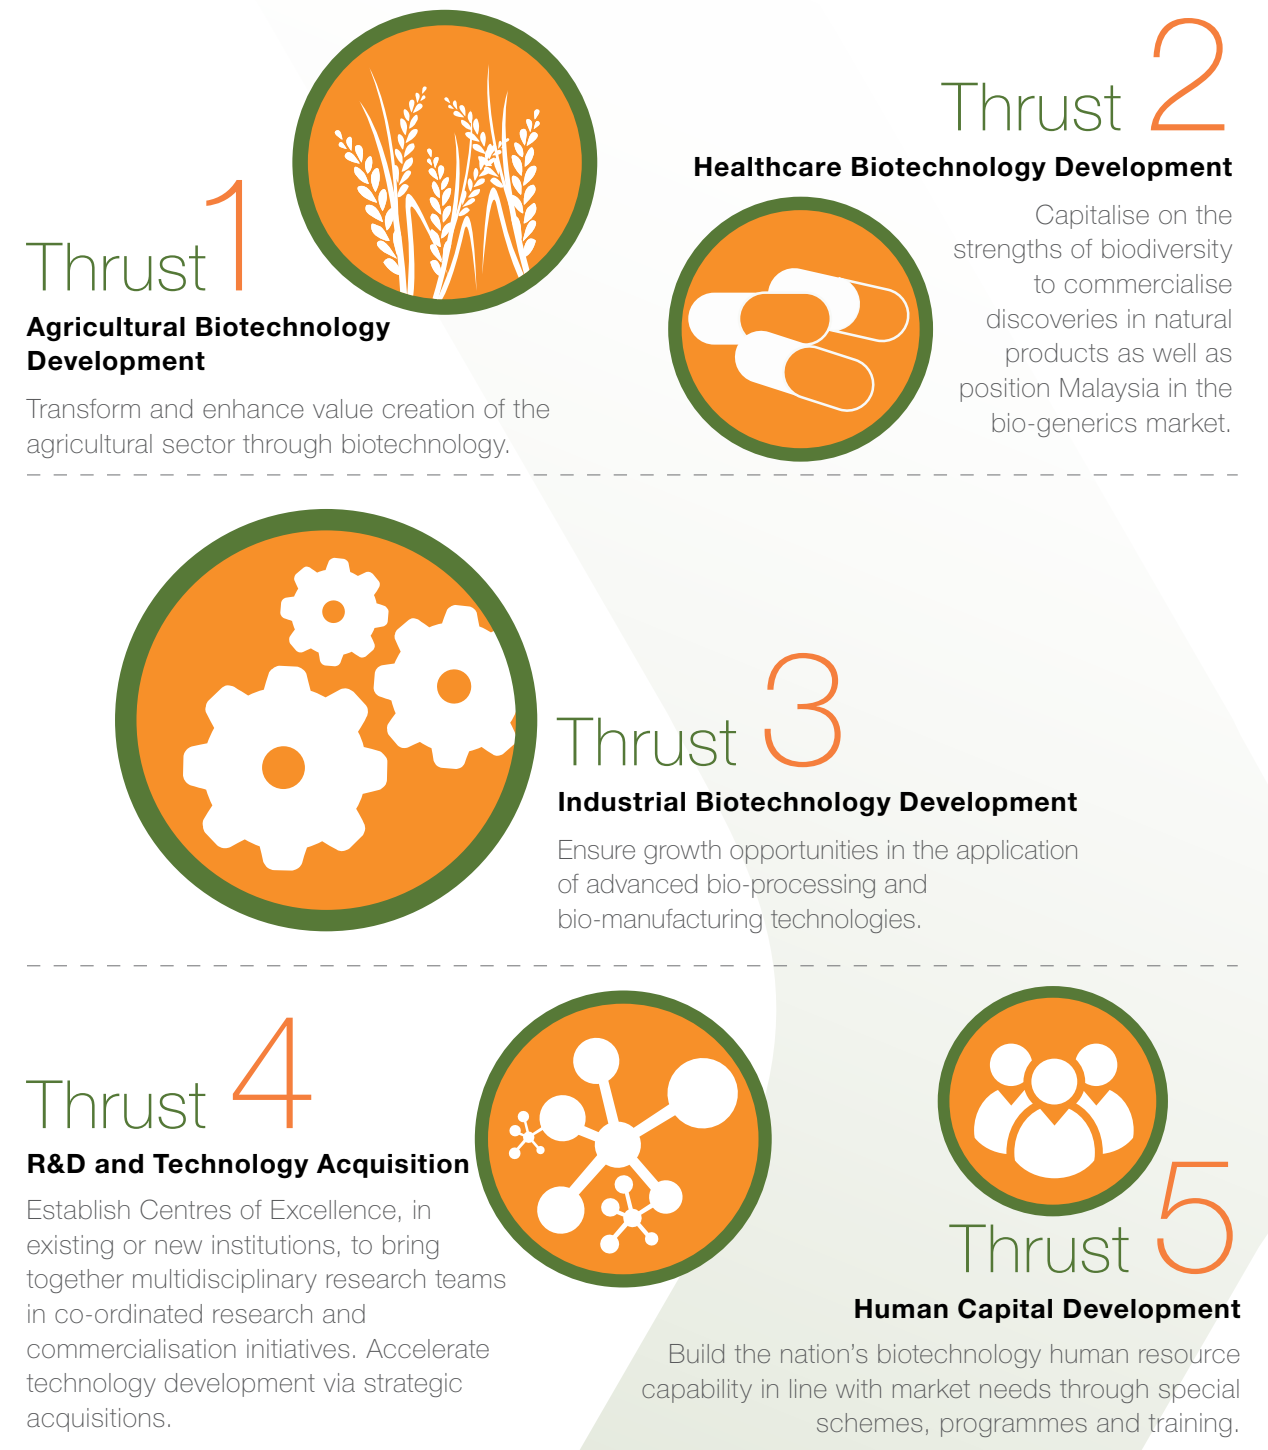 Thrust 1
Agricultural Biotechnology
Development
Transform and enhance value creation of the
agricultural sector through biotechnology.
Thrust 2
Healthcare Biotechnology Development
Capitalise on the
strengths of biodiversity
to commercialise
discoveries in natural
products as well as
position Malaysia in the
bio-generics market.
Thrust 3
Industrial Biotechnology Development
Ensure growth opportunities in the application
of advanced bio-processing and
bio-manufacturing technologies.
Thrust 4
R&D and Technology Acquisition
Establish Centres of Excellence, in
existing or new institutions, to bring
together multidisciplinary research teams
in co-ordinated research and
commercialisation initiatives. Accelerate
technology development via strategic
acquisitions.
Thrust 5
Human Capital Development
Build the nation's biotechnology human resource
capability in line with market needs through special
schemes, programmes and training.